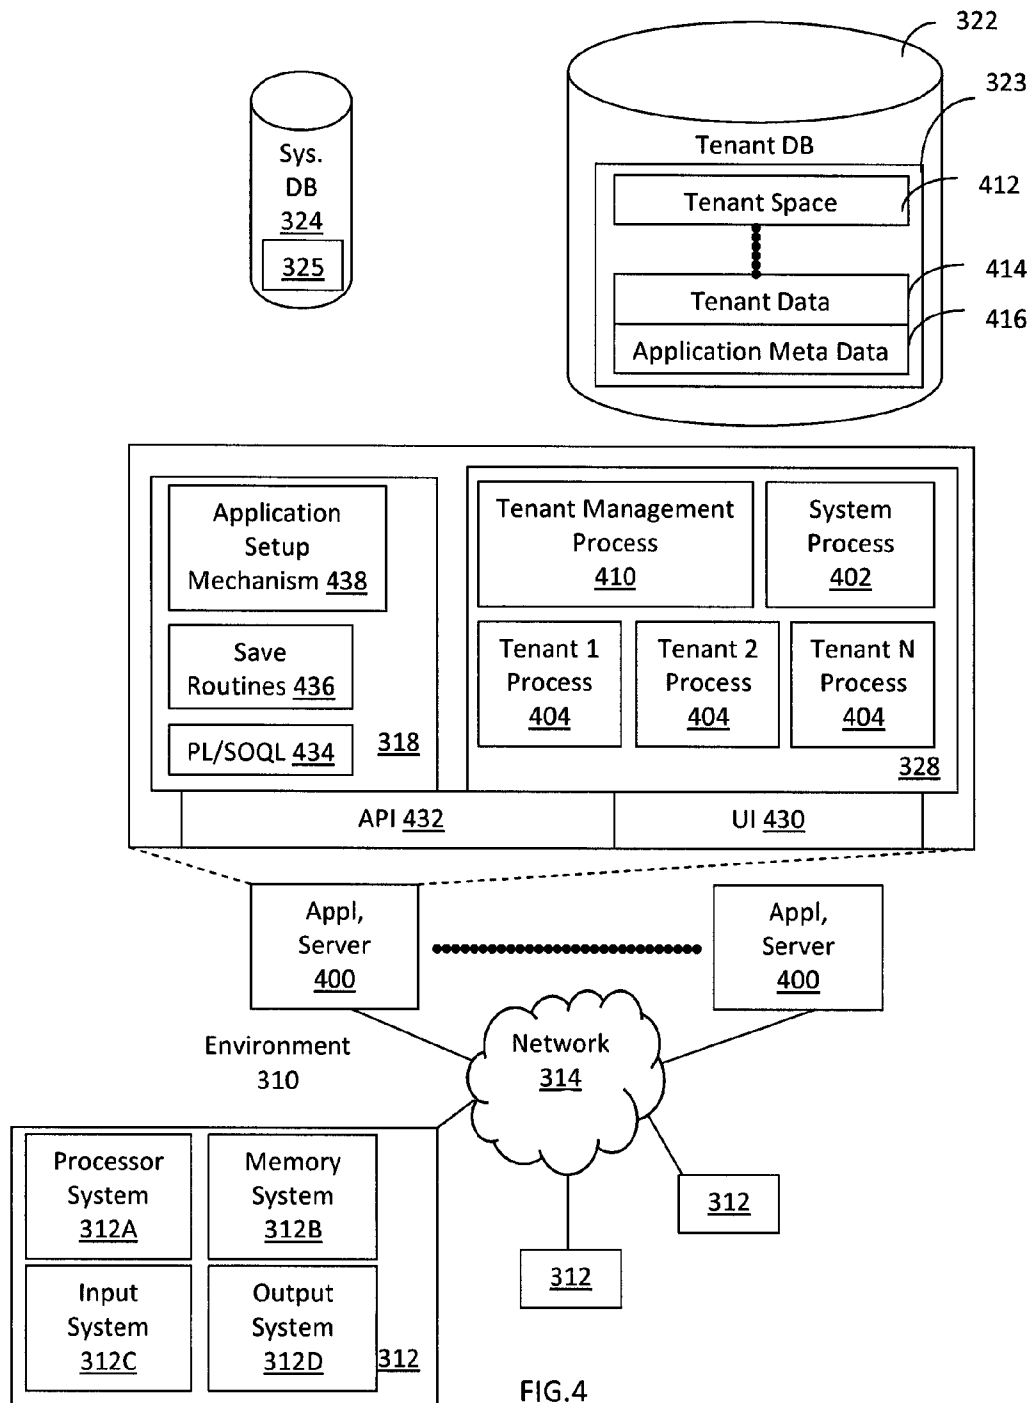 322
323
Tenant DB
Sys.
DB
324
325
412
Tenant Space
414
Tenant Data
416
Application Meta Data
Application
Setup
Mechanism 438
Save
Routines 436
PL/SOQL 434
318
Tenant Management
Process
410
System
Process
402
Tenant 1
Process
404
Tenant 2
Process
404
Tenant N
Process
404
328
API 432
UI 430
Appl,
Server
400
Appl,
Server
400
Environment
310
Network
314
Processor
System
312A
Memory
System
312B
Input
System
312C
Output
System
312D
312
312
312
FIG.4